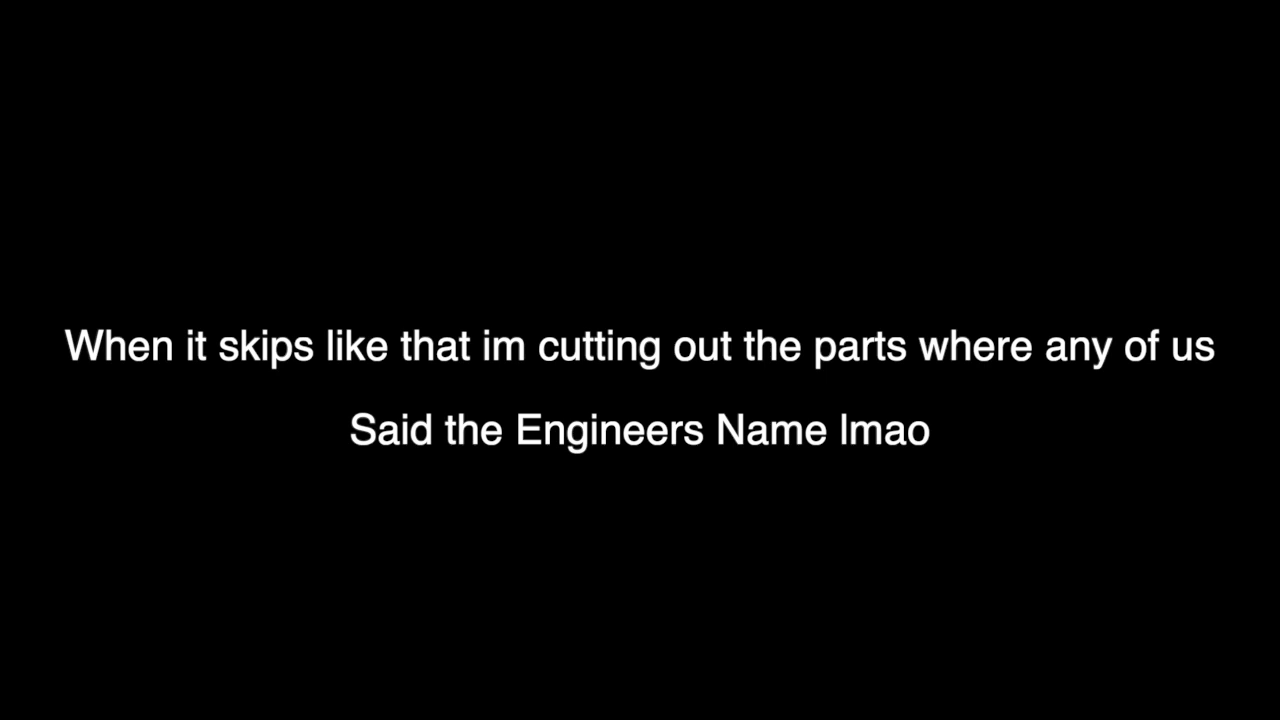 When it skips like that im cutting out the parts where any of us
Said the Engineers Name lmao